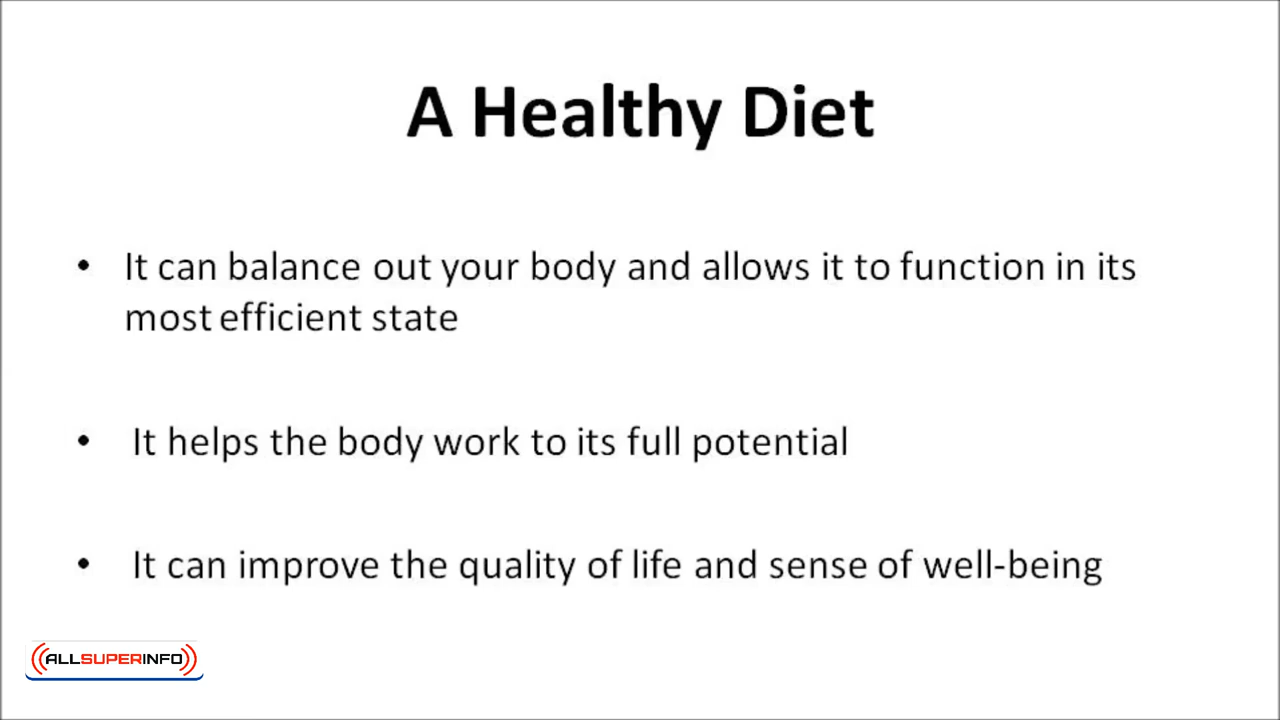 A Healthy Diet
• It can balance out your body and allows it to function in its
most efficient state
• It helps the body work to its full potential
• It can improve the quality of life and sense of well-being
ALLSUPERINFO